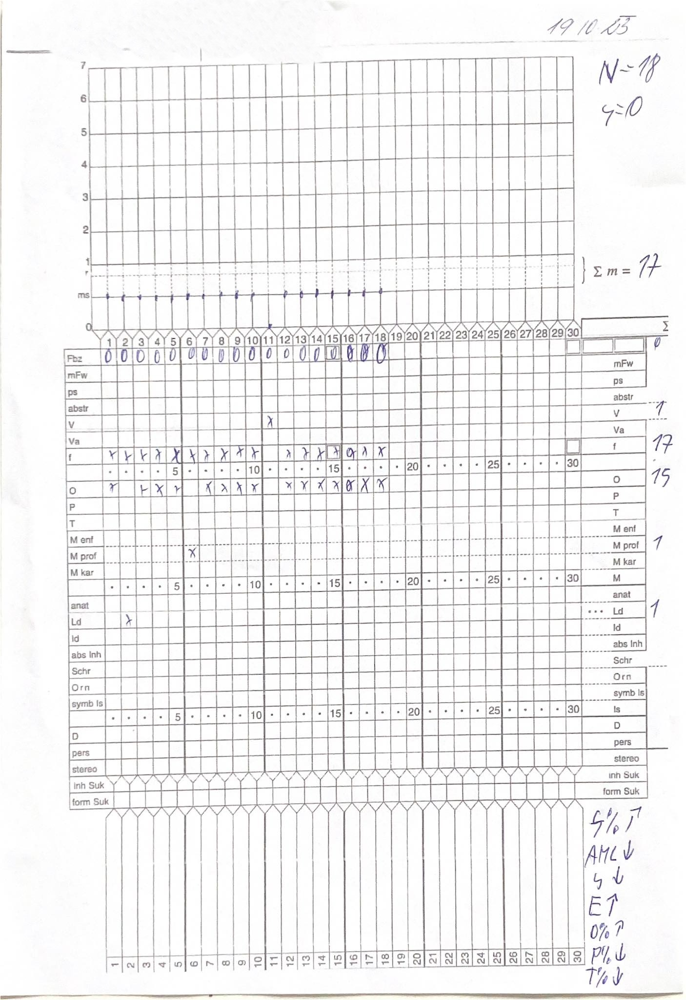 19 10. 23
N=18
y=0
7
6
5
4
3
2
1
r
ms
0
} Σ m = 17
Σ
1 2 3 4 5 6 7 8 9 10 11 12 13 14 15 16 17 18 19 20 21 22 23 24 25 26 27 28 29 30
Fbz 0 0 0 0 0 0 0 0 0 0 0 0 0 0 0 0 0 0 0
mFw mFw
ps ps
abstr abstr
V x V 1
Va Va
f x x x x x x x x x x x x x x x x x f 17
. . . . 5 . . . . 10 . . . . 15 . . . . 20 . . . . 25 . . . . 30
O x x x x x x x x x x x x x x x O 15
P P
T T
M enf M enf
M prof x M prof 1
M kar M kar
. . . . 5 . . . . 10 . . . . 15 . . . . 20 . . . . 25 . . . . 30 M
anat anat
Ld x ... Ld 1
Id Id
abs Inh abs Inh
Schr Schr
Orn Orn
symb Is symb Is
. . . . 5 . . . . 10 . . . . 15 . . . . 20 . . . . 25 . . . . 30 Is
D D
pers pers
stereo stereo
inh Suk inh Suk
form Suk form Suk
E ↑
O% ↑
P% ↓
T% ↓
1 2 3 4 5 6 7 8 9 10 11 12 13 14 15 16 17 18 19 20 21 22 23 24 25 26 27 28 29 30